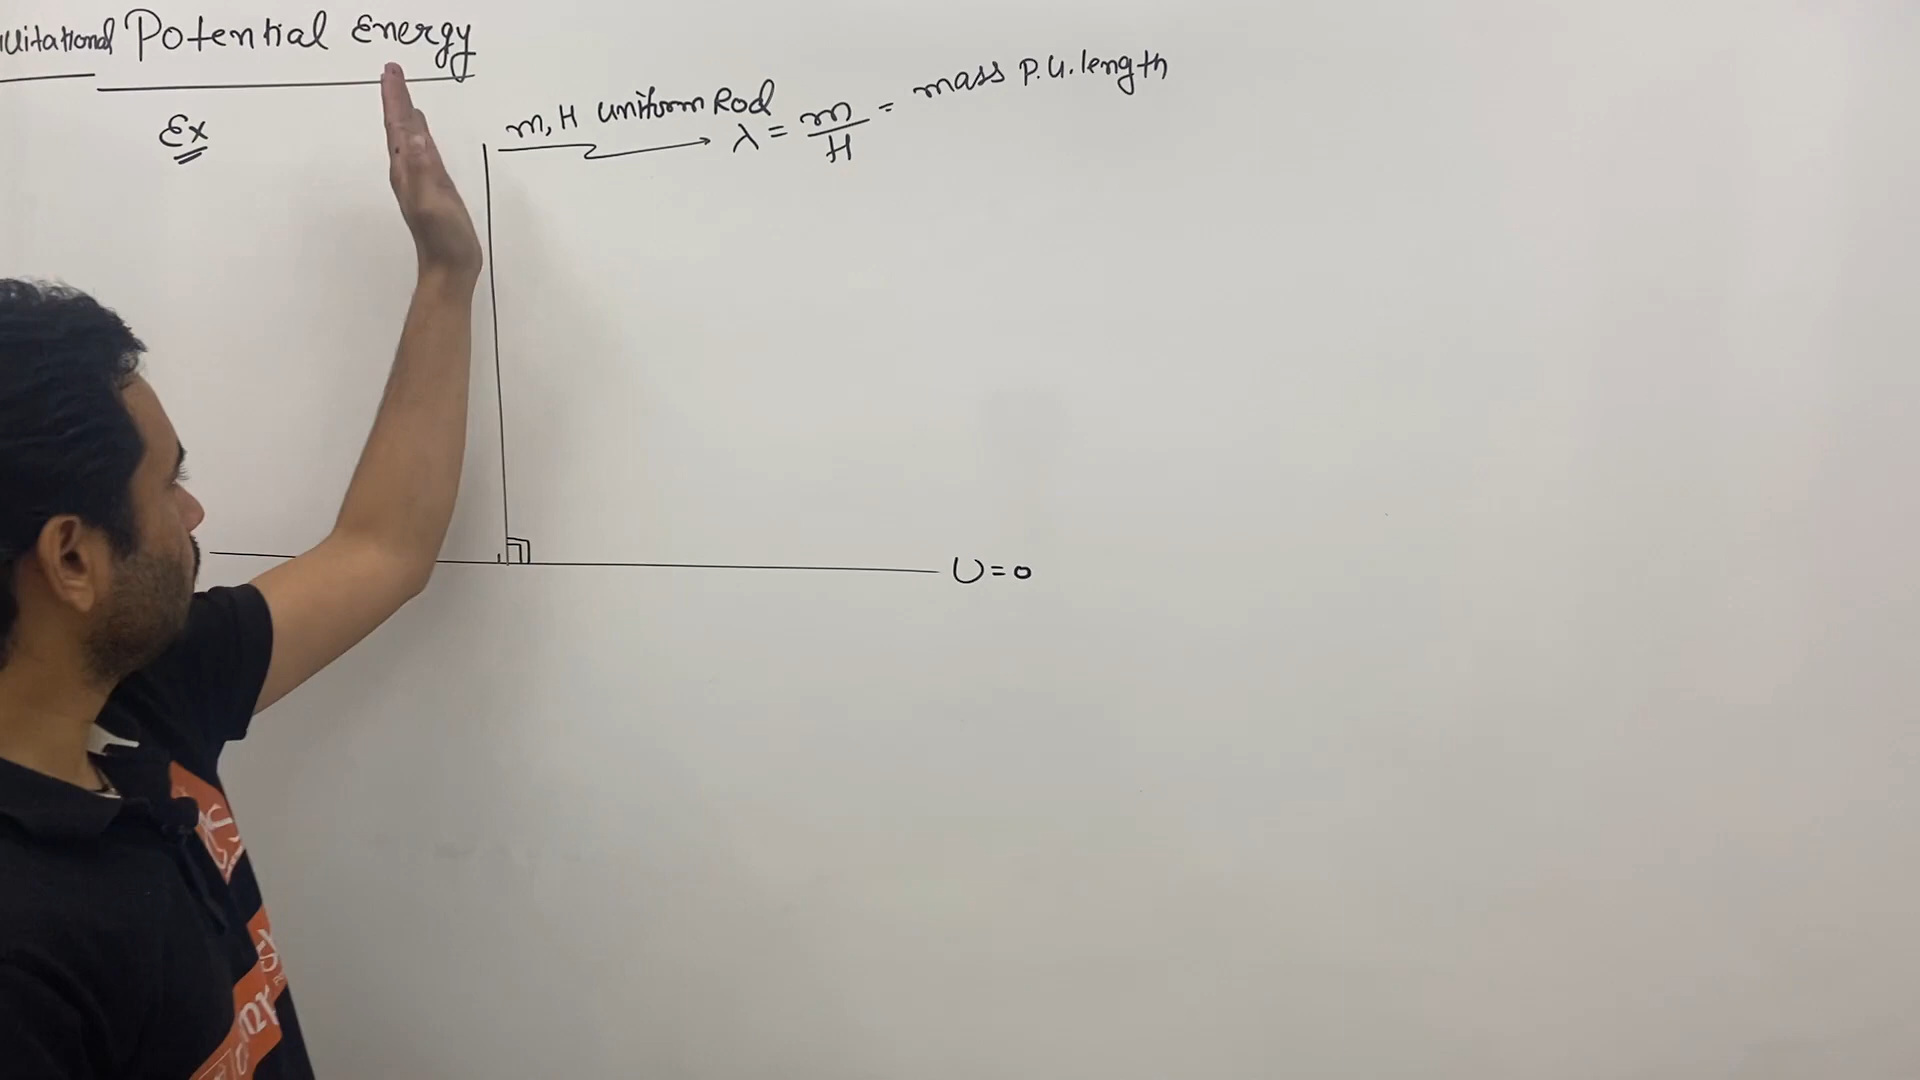 Potential Energy
Ex
m, H uniform Rod
λ = m/H = mass P.U. length
U = 0